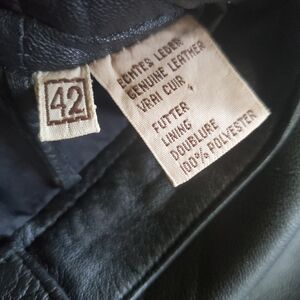 42
ECHTES LEDER
GENUINE LEATHER
VRAI CUIR
FUTTER
LINING
DOUBLURE
100% POLYESTER